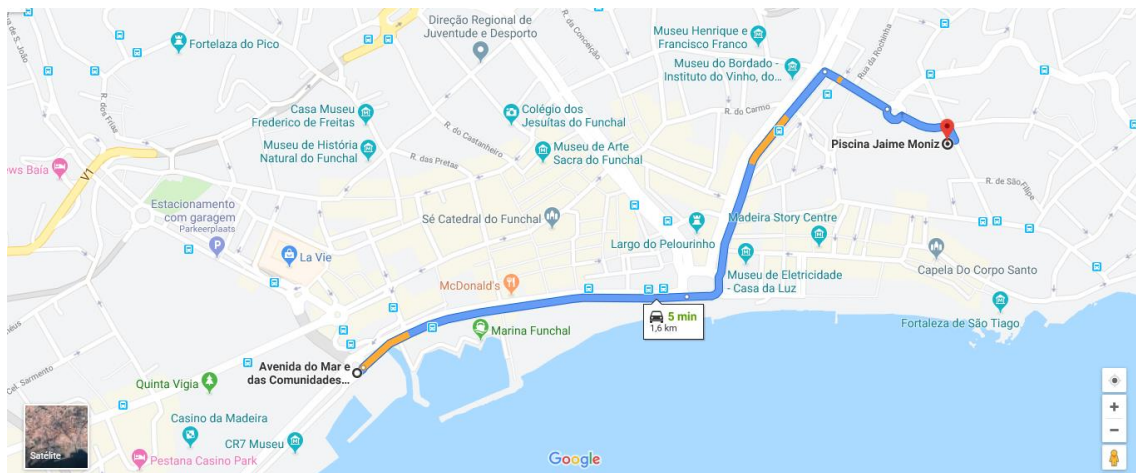 Direção Regional de
Juventude e Desporto
R. da Conceição
Museu Henrique e
Francisco Franco
Rua da Rochinha
Fortelaza do Pico
Museu do Bordado -
Instituto do Vinho, do...
R. dos Frias
Casa Museu
Frederico de Freitas
Colégio dos
Jesuítas do Funchal
R. do Carmo
R. do Castanheiro
Museu de História
Natural do Funchal
R. das Pretas
Museu de Arte
Sacra do Funchal
Piscina Jaime Moniz
ews Baia
V1
R. de São Filipe
Estacionamento
com garagem
Parkeerplaats
P
Sé Catedral do Funchal
Madeira Story Centre
Largo do Pelourinho
La Vie
McDonald's
Museu de Eletricidade
- Casa da Luz
Capela Do Corpo Santo
5 min
1,6 km
Fortaleza de São Tiago
Marina Funchal
Avenida do Mar e
das Comunidades...
Quinta Vigia
Cel. Sarmento
Casino da Madeira
CR7 Museu
Satélite
Pestana Casino Park
Google